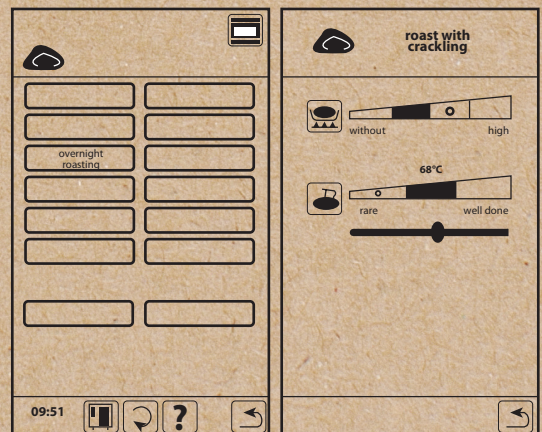 overnight
roasting
09:51
?
roast with
crackling
without high
68°C
rare well done